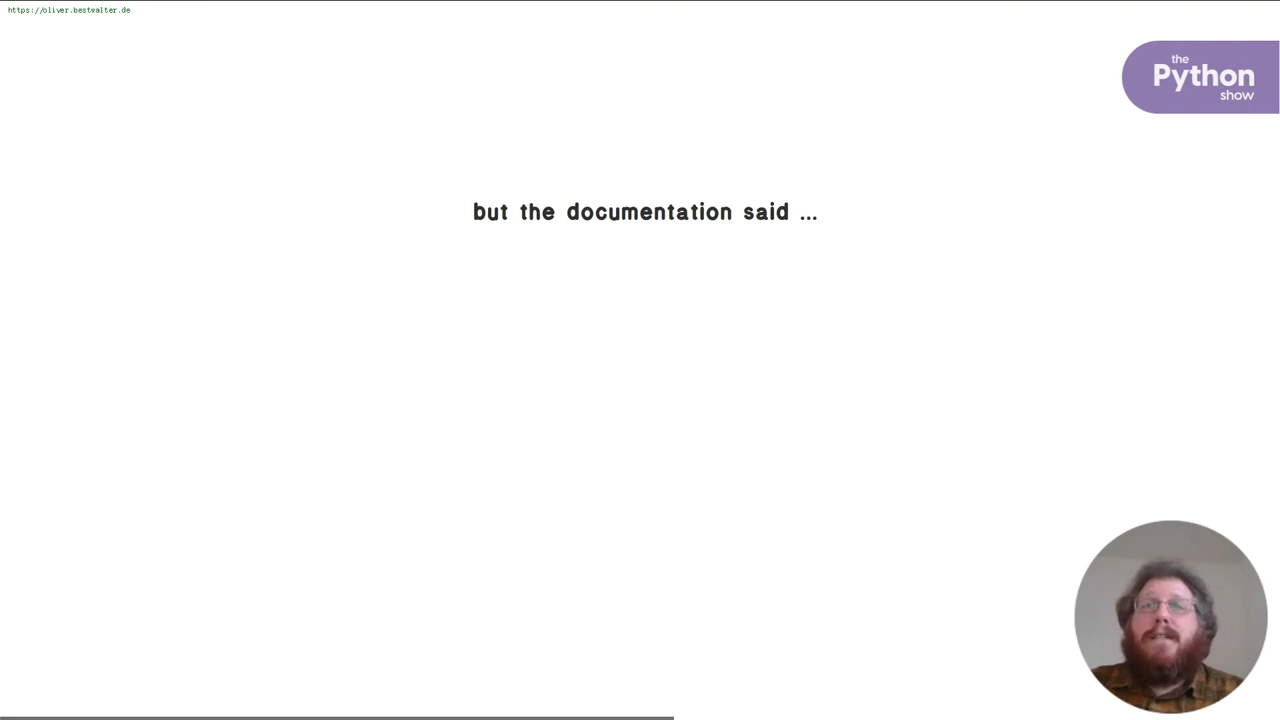 https://oliver.bestwalter.de
the
Python
show
but the documentation said ...